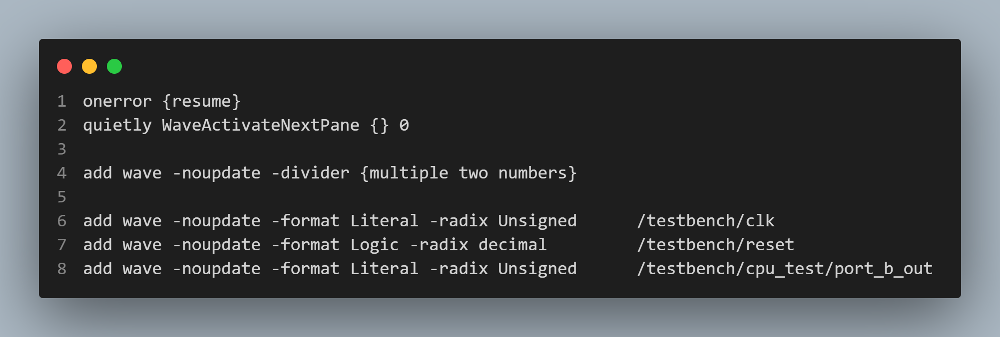 1 onerror {resume}
2 quietly WaveActivateNextPane {} 0
3
4 add wave -noupdate -divider {multiple two numbers}
5
6 add wave -noupdate -format Literal -radix Unsigned      /testbench/clk
7 add wave -noupdate -format Logic -radix decimal         /testbench/reset
8 add wave -noupdate -format Literal -radix Unsigned      /testbench/cpu_test/port_b_out